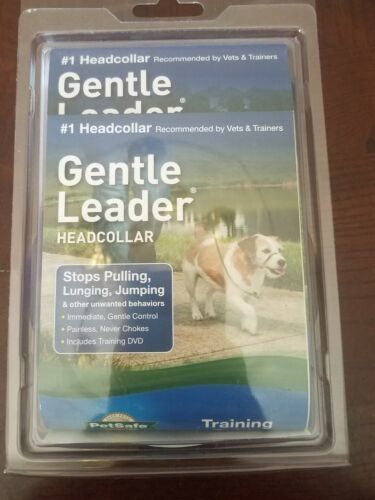 #1 Headcollar Recommended by Vets & Trainers
Gentle
Leader®
#1 Headcollar Recommended by Vets & Trainers
Gentle
Leader®
HEADCOLLAR
Stops Pulling,
Lunging, Jumping
& other unwanted behaviors
• Immediate, Gentle Control
• Painless, Never Chokes
• Includes Training DVD
PetSafe
Training